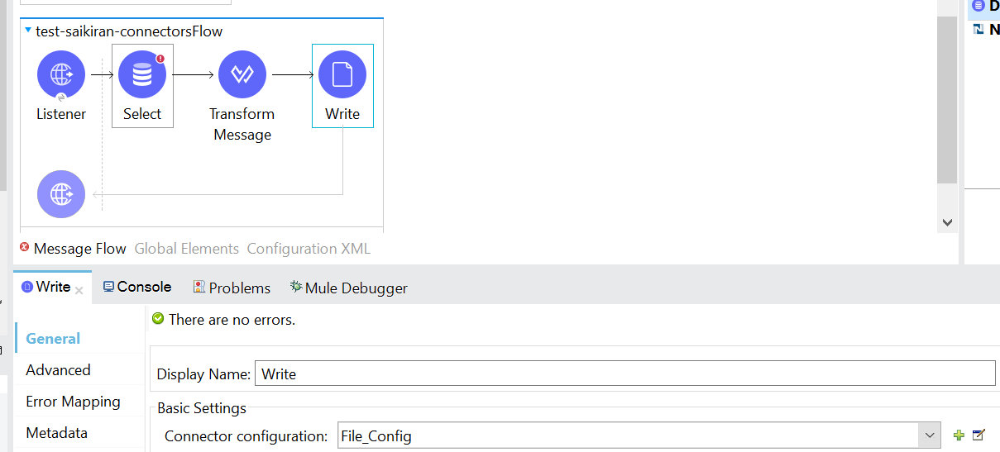 D
test-saikiran-connectorsFlow
N
Listener
Select
Transform
Message
Write
Message Flow Global Elements Configuration XML
Write Console Problems Mule Debugger
There are no errors.
General
Advanced
Error Mapping
Metadata
Display Name: Write
Basic Settings
Connector configuration: File_Config